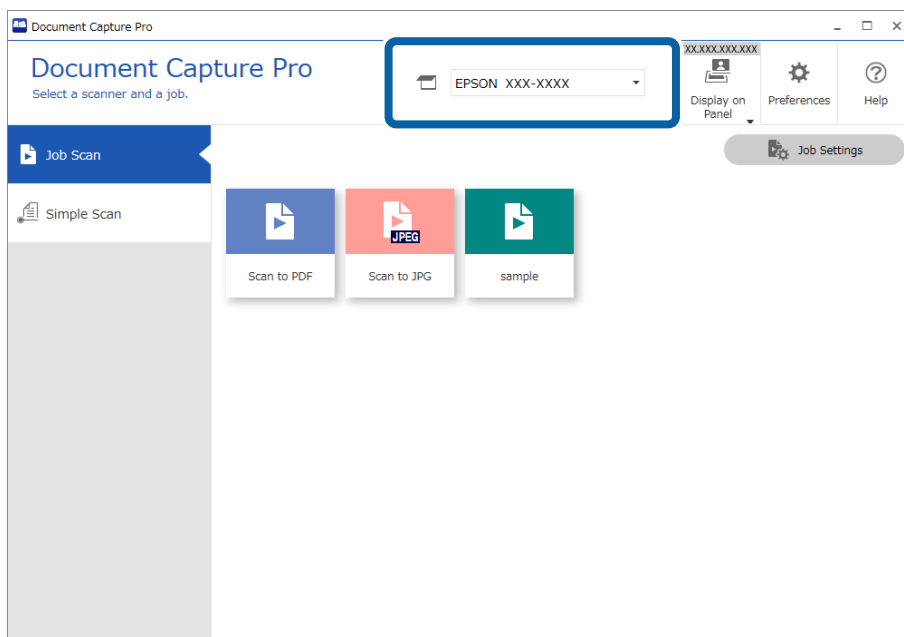 Document Capture Pro
Document Capture Pro
Select a scanner and a job.
EPSON XXX-XXXX
XX.XXX.XXX.XXX
Display on
Panel
Preferences
Help
Job Scan
Job Settings
Simple Scan
JPEG
Scan to PDF
Scan to JPG
sample